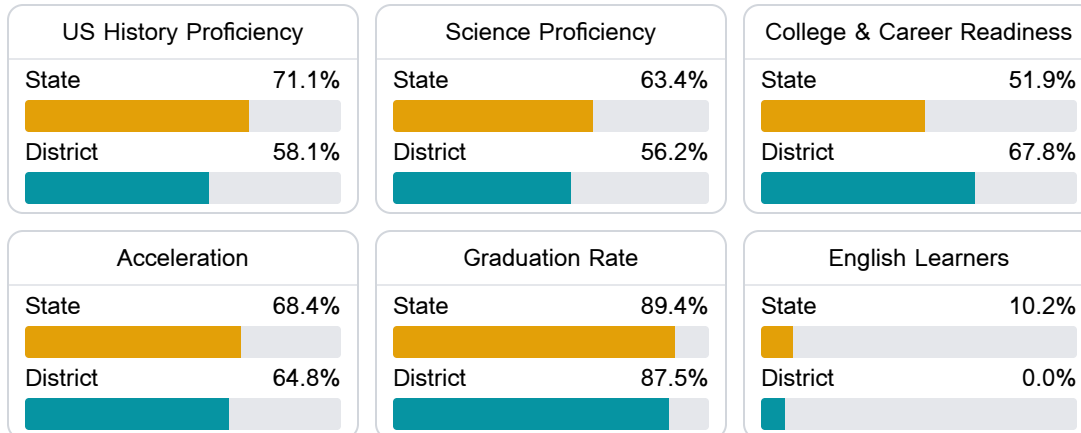 US History Proficiency
State 71.1%
District 58.1%
Science Proficiency
State 63.4%
District 56.2%
College & Career Readiness
State 51.9%
District 67.8%
Acceleration
State 68.4%
District 64.8%
Graduation Rate
State 89.4%
District 87.5%
English Learners
State 10.2%
District 0.0%